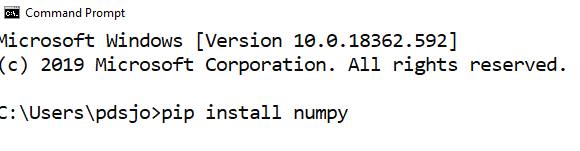 Command Prompt
Microsoft Windows [Version 10.0.18362.592]
(c) 2019 Microsoft Corporation. All rights reserved.
C:\Users\pdsjo>pip install numpy